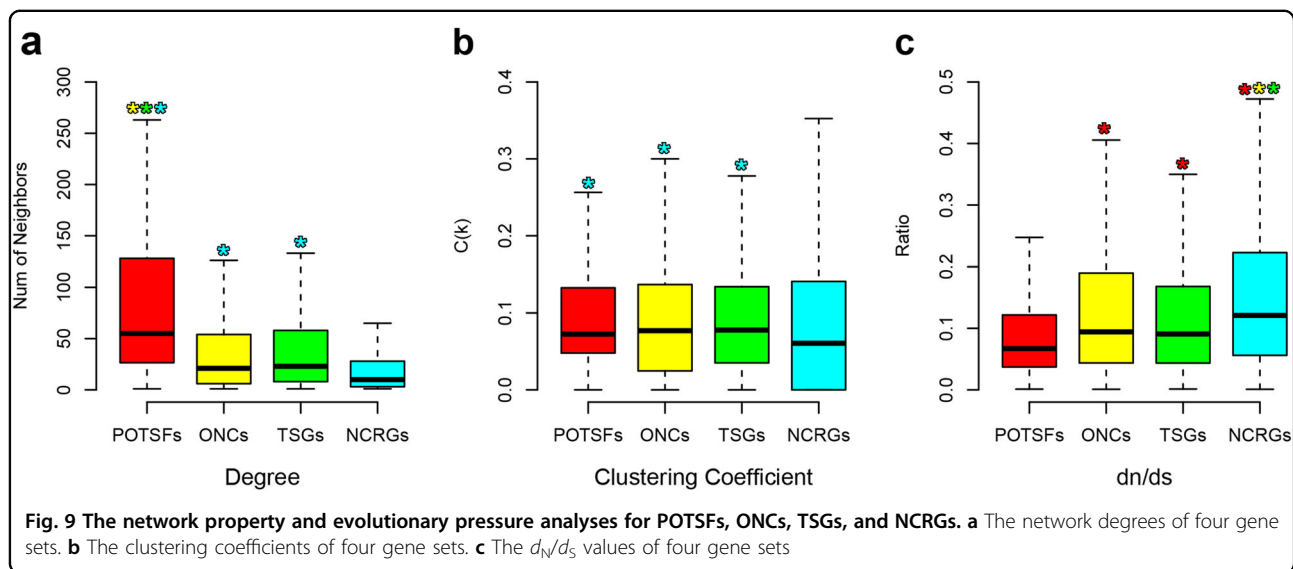 a
Num of Neighbors
300
250
200
150
100
50
0
***
*
*
POTSFs ONCs TSGs NCRGs
Degree
b
C(k)
0.4
0.3
0.2
0.1
0.0
*
*
*
POTSFs ONCs TSGs NCRGs
Clustering Coefficient
c
Ratio
0.5
0.4
0.3
0.2
0.1
0.0
*
*
***
POTSFs ONCs TSGs NCRGs
dn/ds
Fig. 9 The network property and evolutionary pressure analyses for POTSFs, ONCs, TSGs, and NCRGs. a The network degrees of four gene
sets. b The clustering coefficients of four gene sets. c The dN/dS values of four gene sets